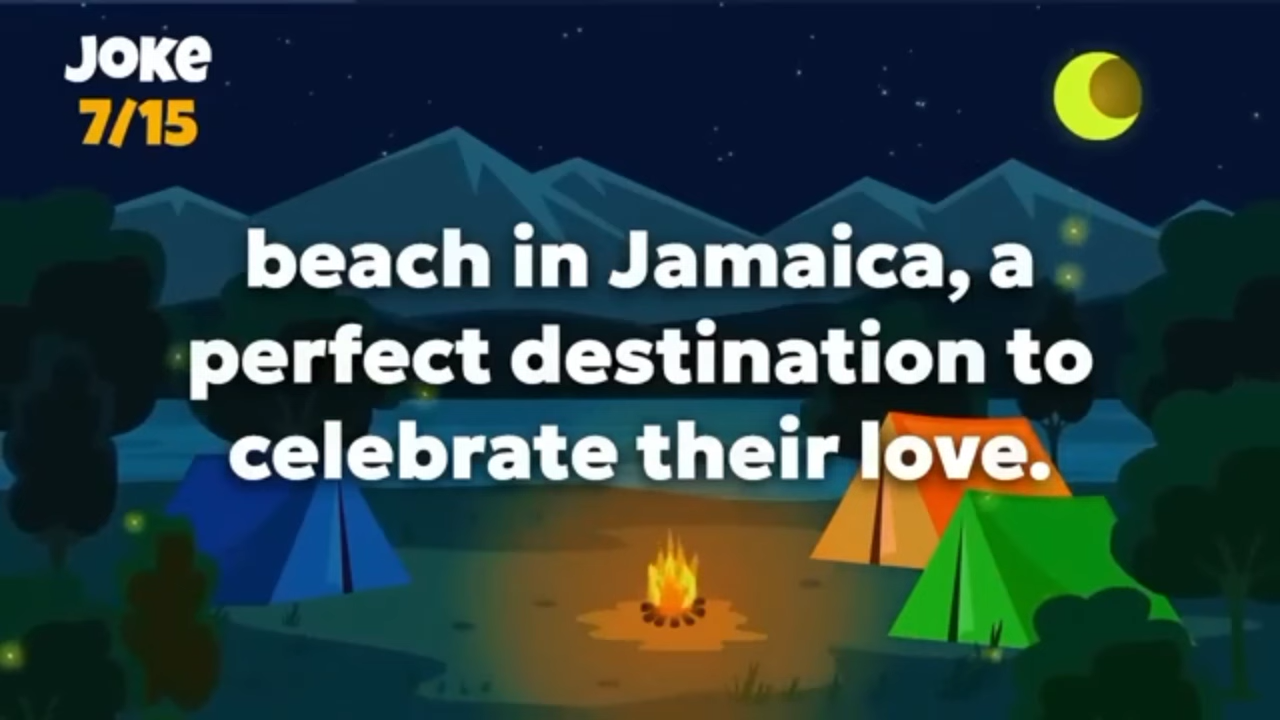 JOKE
7/15
beach in Jamaica, a
perfect destination to
celebrate their love.